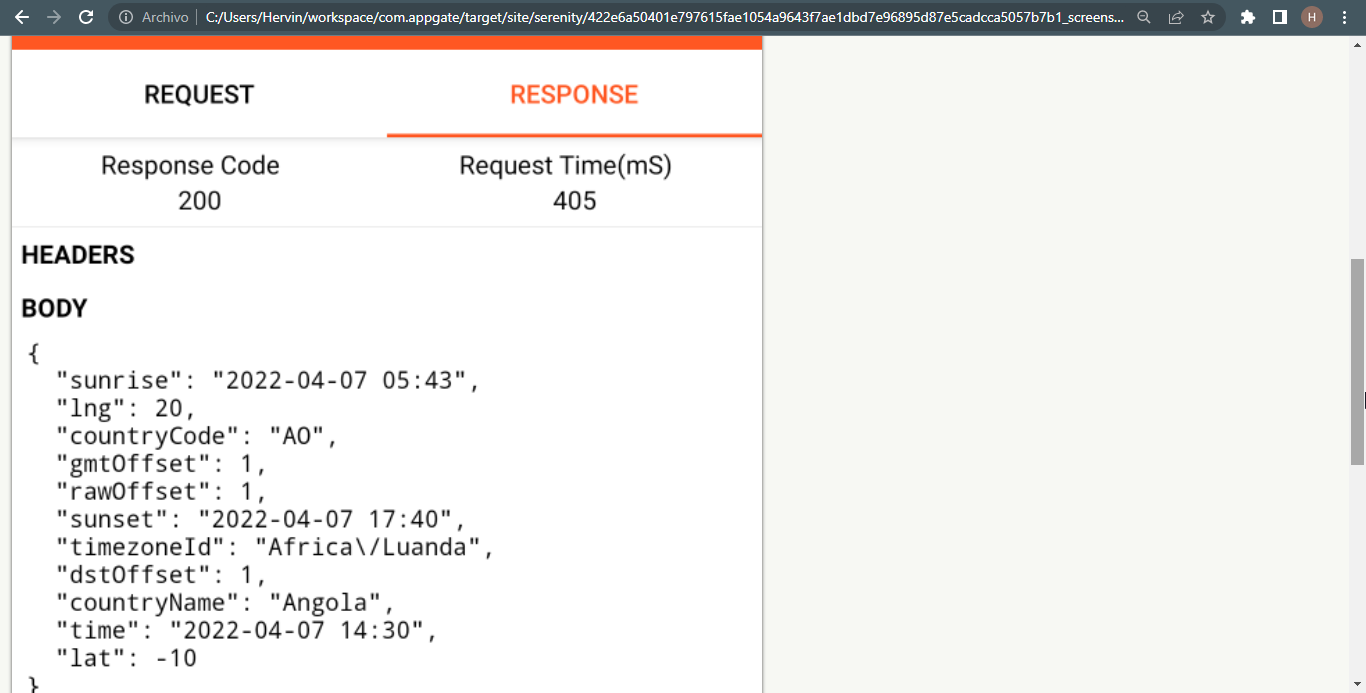 Archivo
C:/Users/Hervin/workspace/com.appgate/target/site/serenity/422e6a50401e797615fae1054a9643f7ae1dbd7e96895d87e5cadcca5057b7b1_screens...
H
REQUEST
RESPONSE
Response Code
Request Time(mS)
200
405
HEADERS
BODY
{
"sunrise": "2022-04-07 05:43",
"lng": 20,
"countryCode": "AO",
"gmtOffset": 1,
"rawOffset": 1,
"sunset": "2022-04-07 17:40",
"timezoneId": "Africa\/Luanda",
"dstOffset": 1,
"countryName": "Angola",
"time": "2022-04-07 14:30",
"lat": -10
}